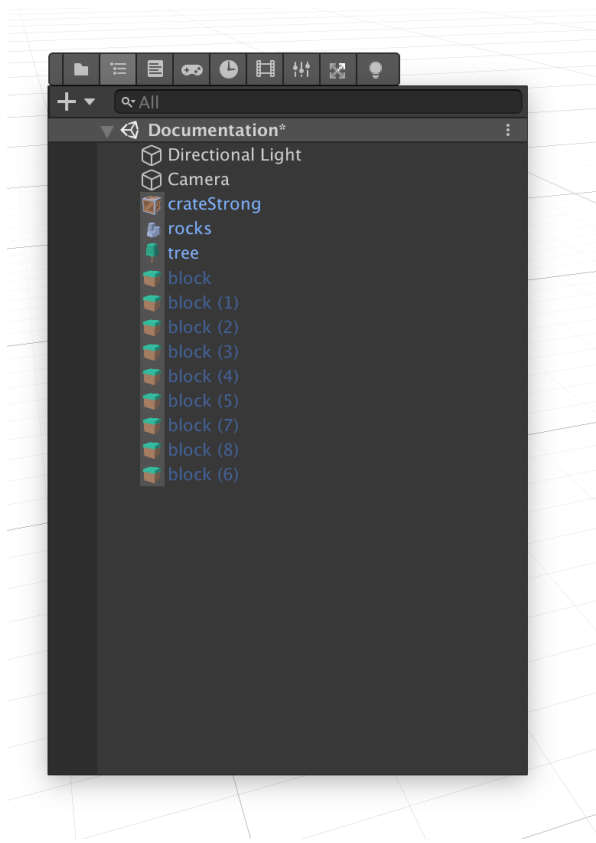 All
Documentation*
Directional Light
Camera
crateStrong
rocks
tree
block
block (1)
block (2)
block (3)
block (4)
block (5)
block (7)
block (8)
block (6)